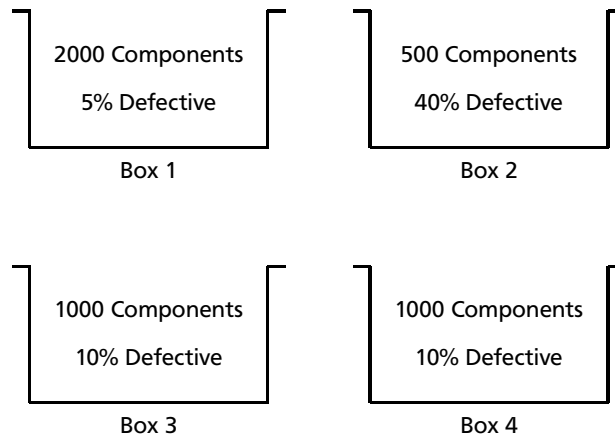 2000 Components
5% Defective
Box 1
500 Components
40% Defective
Box 2
1000 Components
10% Defective
Box 3
1000 Components
10% Defective
Box 4